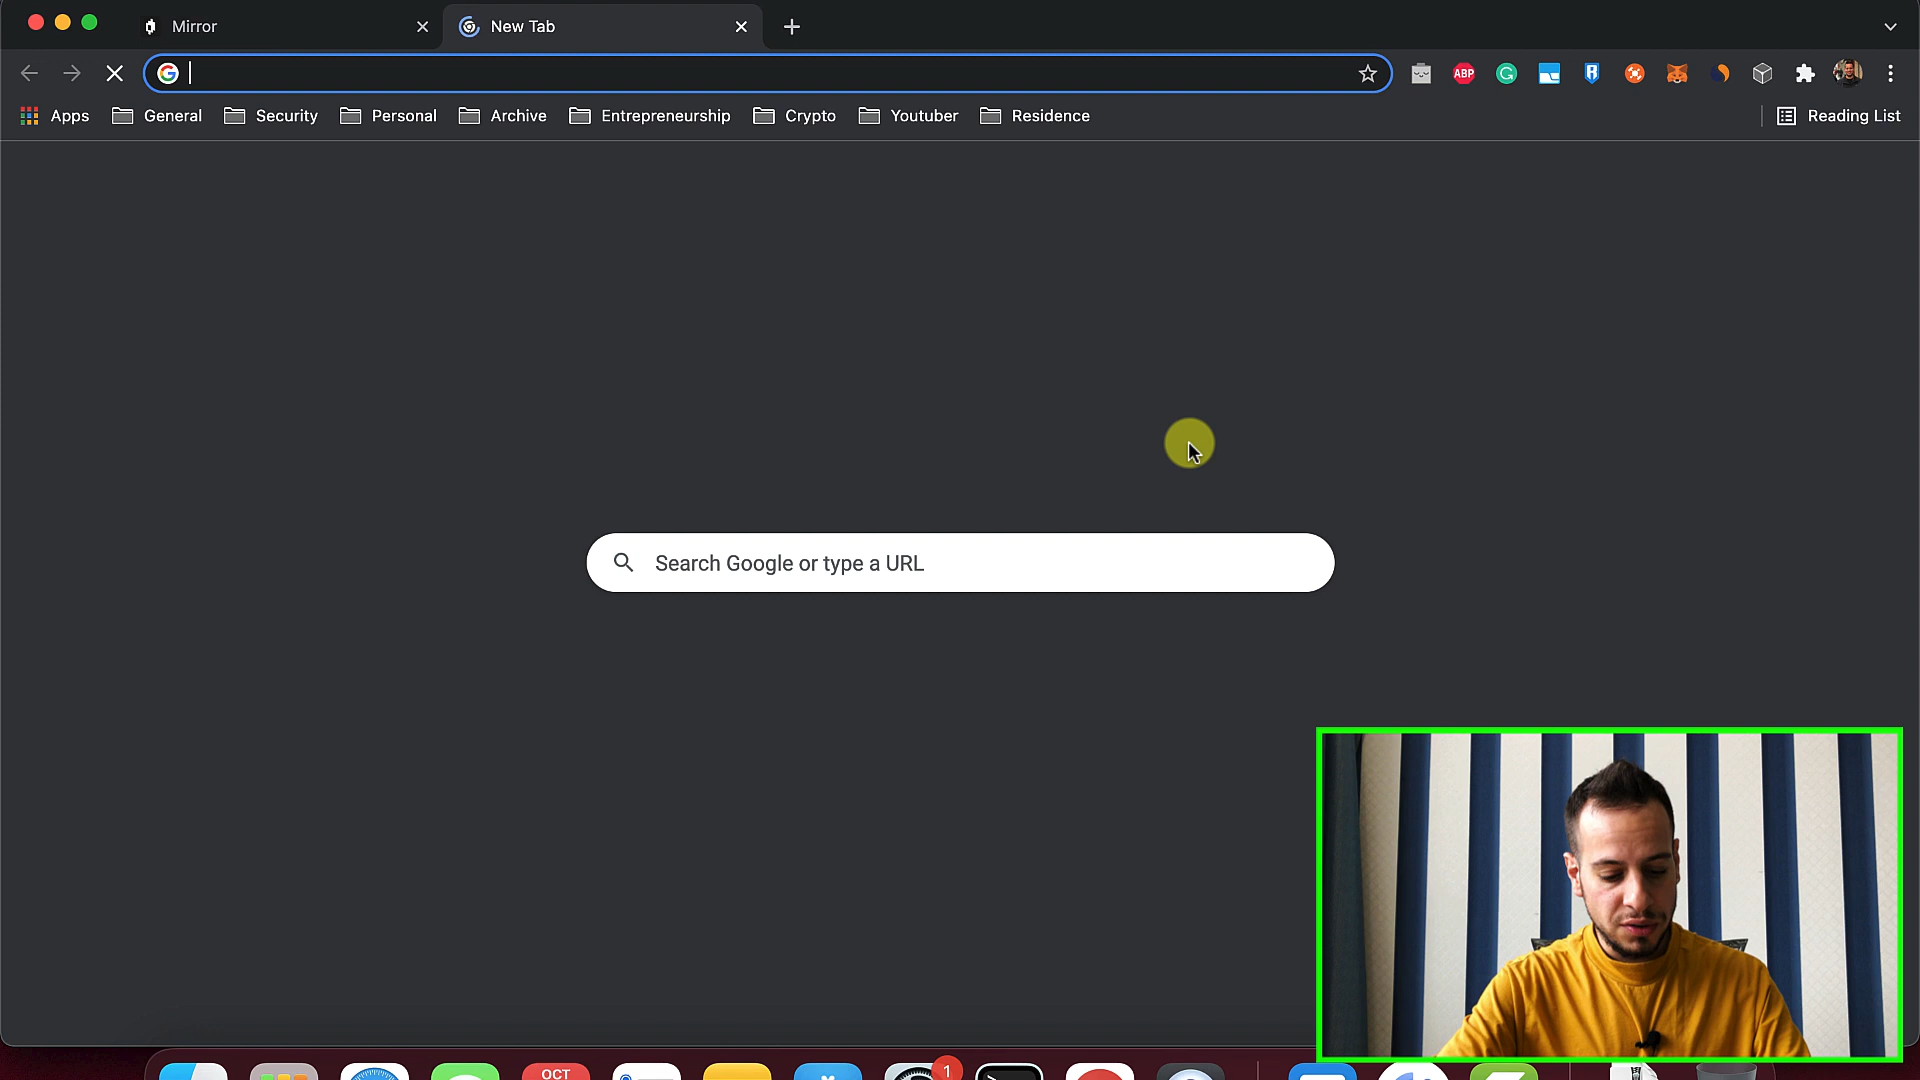 Mirror
New Tab
ABP
Apps General Security Personal Archive Entrepreneurship Crypto Youtuber Residence Reading List
Search Google or type a URL
OCT
1